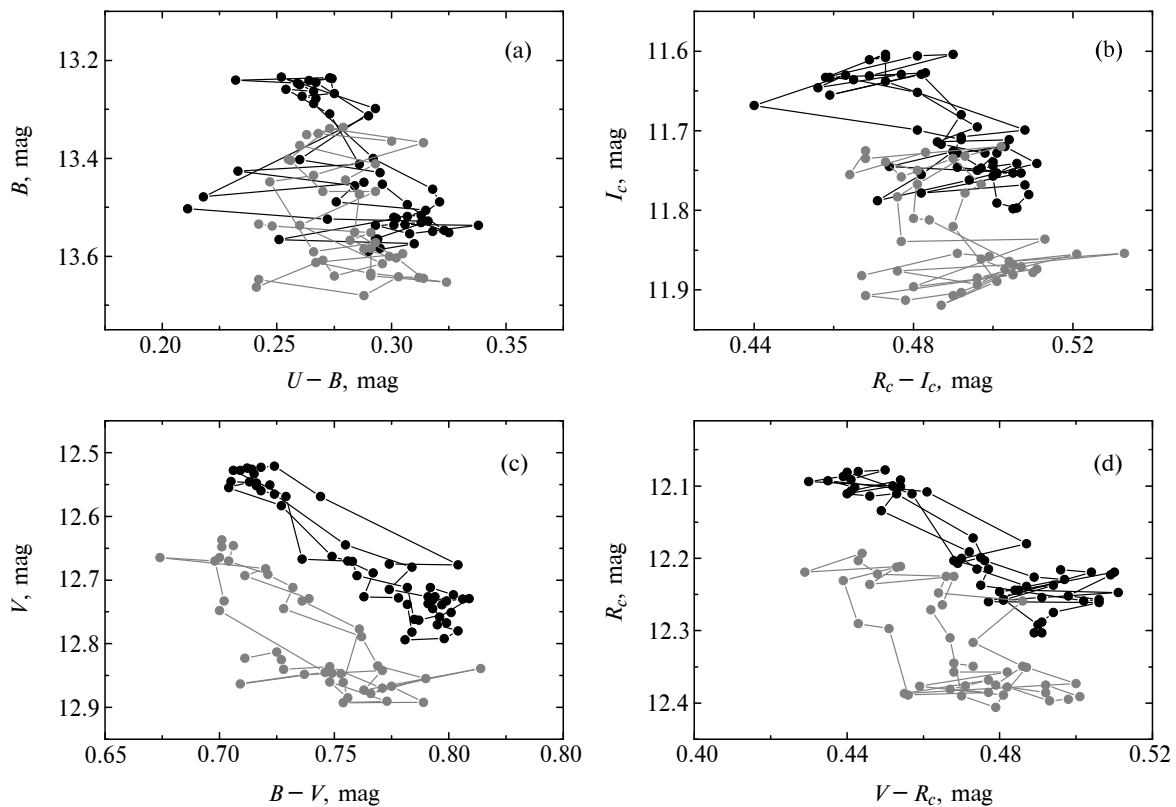 (a)
13.2
13.4
13.6
B, mag
0.20 0.25 0.30 0.35
U − B, mag
(b)
11.6
11.7
11.8
11.9
I_c, mag
0.44 0.48 0.52
R_c − I_c, mag
(c)
12.5
12.6
12.7
12.8
12.9
V, mag
0.65 0.70 0.75 0.80 0.80
B − V, mag
(d)
12.1
12.2
12.3
12.4
R_c, mag
0.40 0.44 0.48 0.52
V − R_c, mag